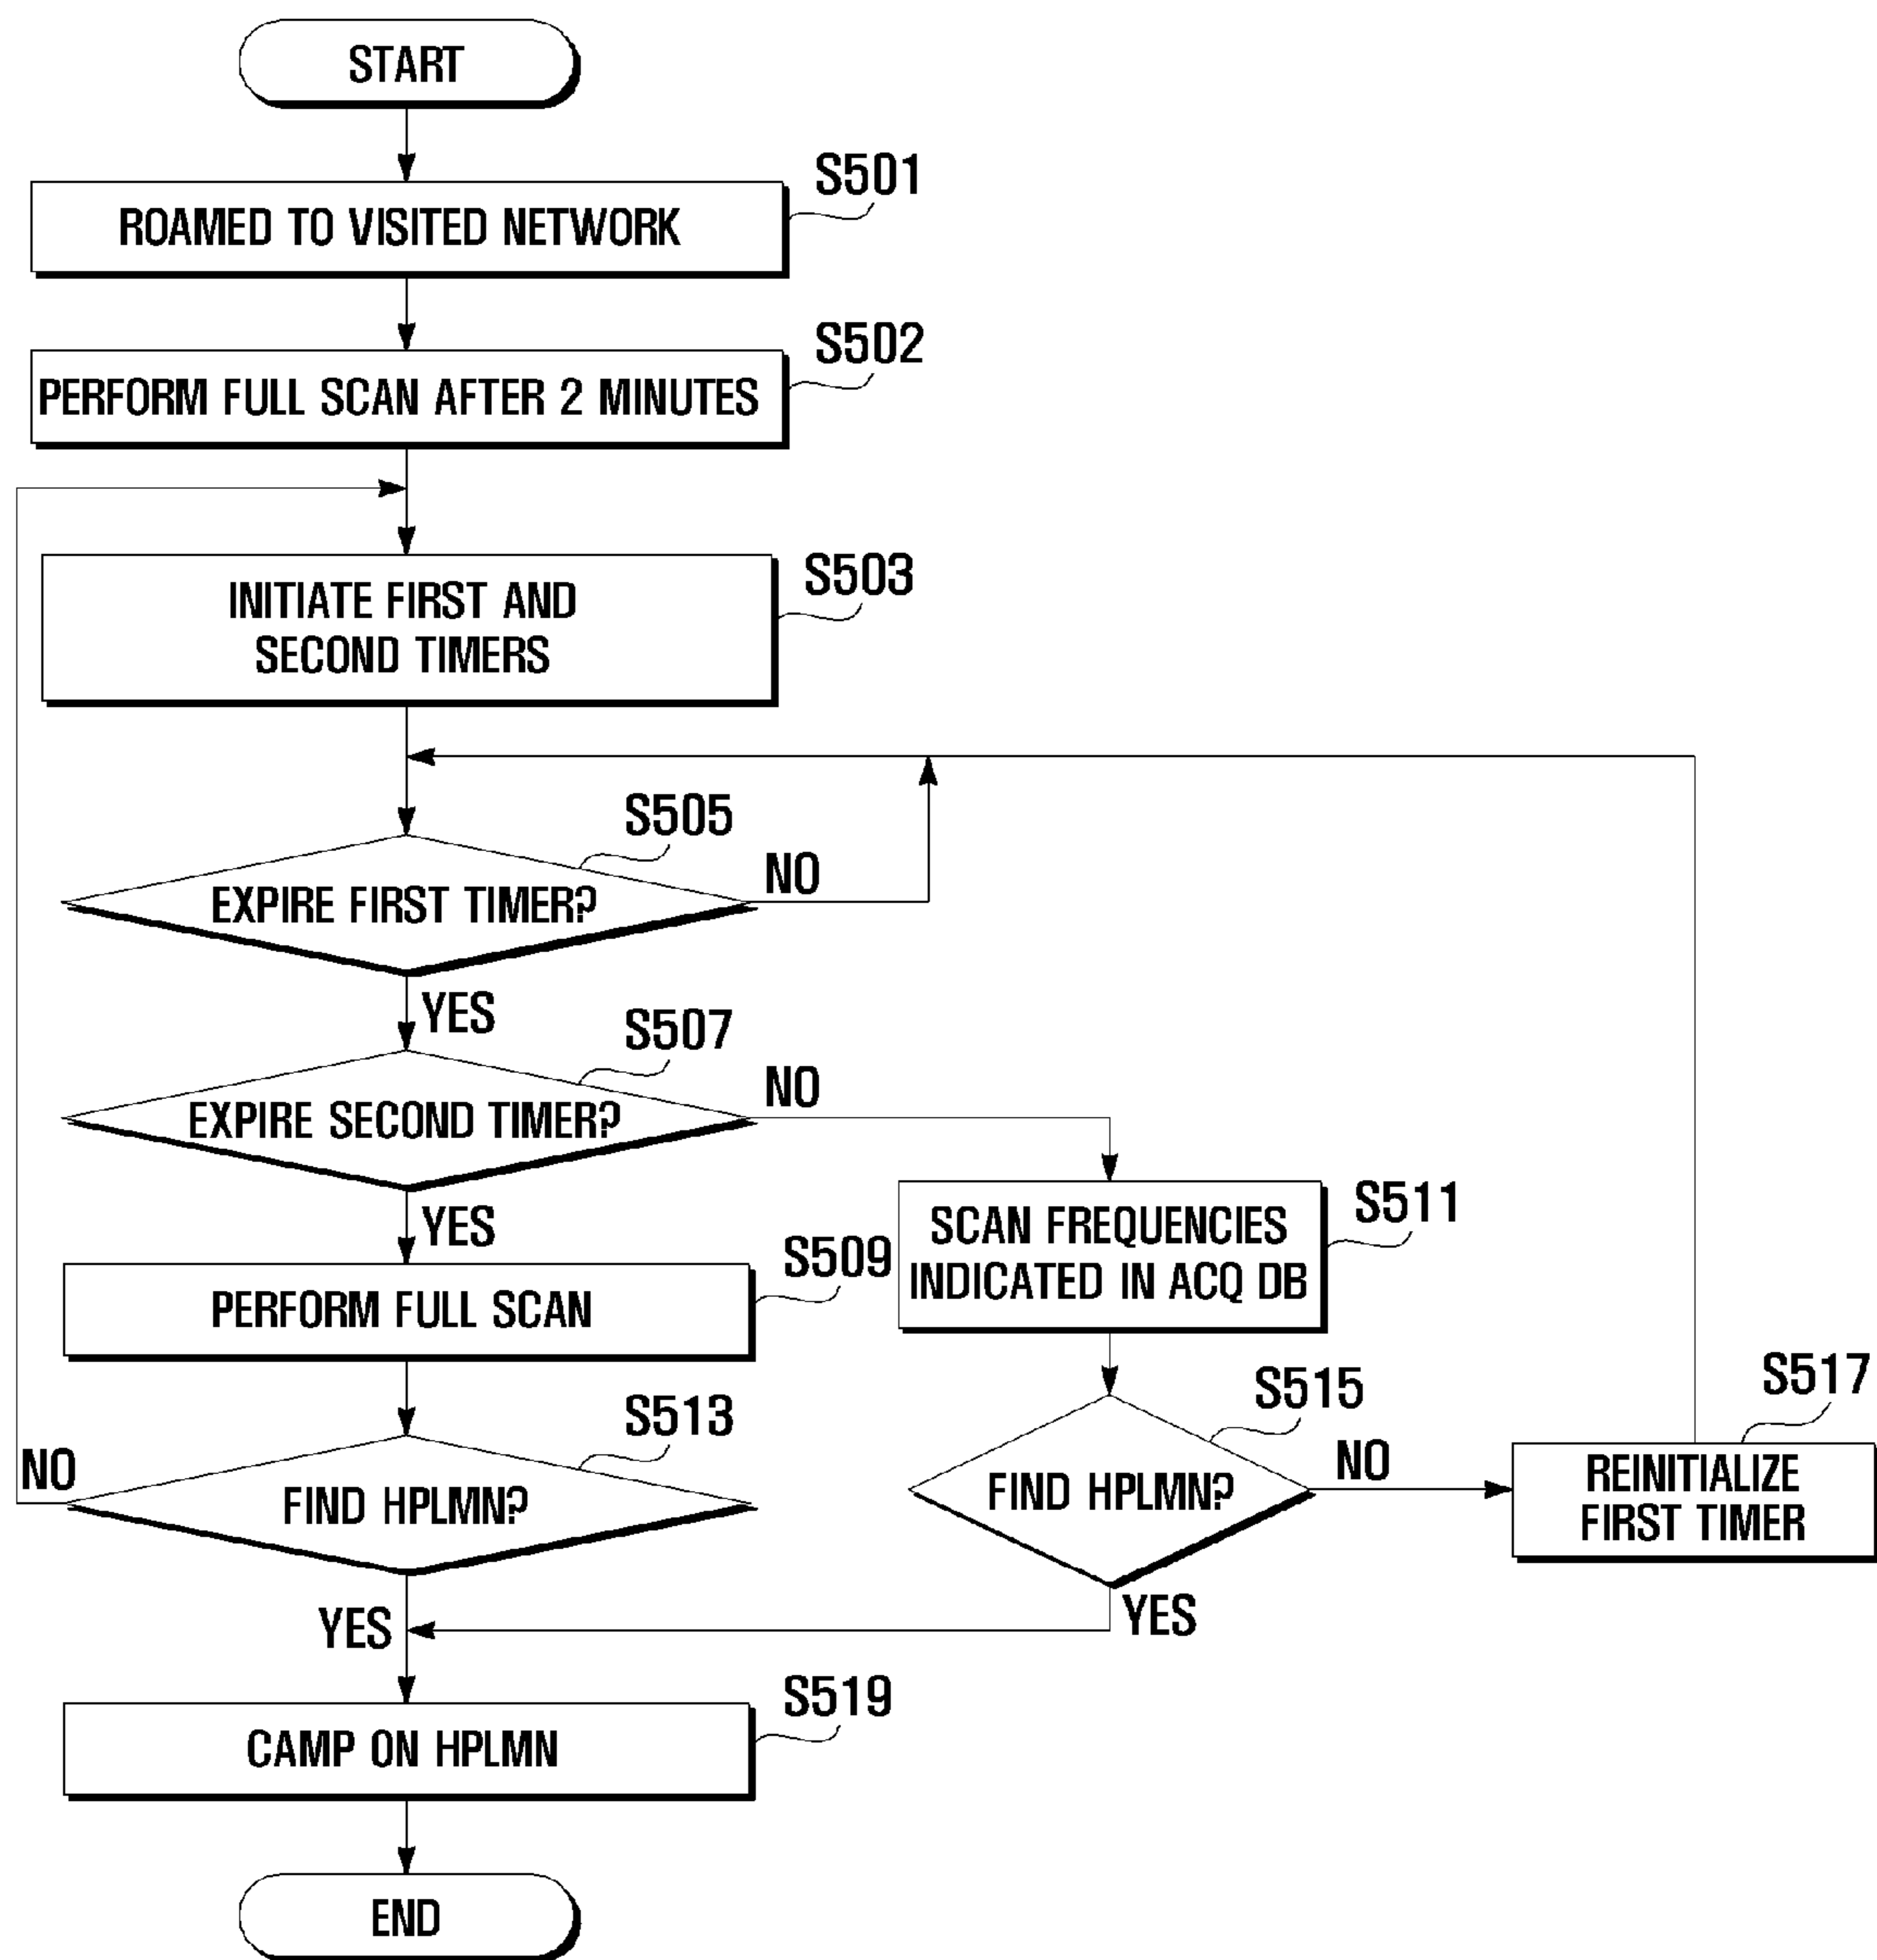 START
S501
ROAMED TO VISITED NETWORK
S502
PERFORM FULL SCAN AFTER 2 MINUTES
S503
INITIATE FIRST AND
SECOND TIMERS
S505
EXPIRE FIRST TIMER?
NO
YES
S507
EXPIRE SECOND TIMER?
NO
YES
S509
PERFORM FULL SCAN
S511
SCAN FREQUENCIES
INDICATED IN ACQ DB
S513
FIND HPLMN?
NO
YES
S515
FIND HPLMN?
NO
YES
S517
REINITIALIZE
FIRST TIMER
S519
CAMP ON HPLMN
END